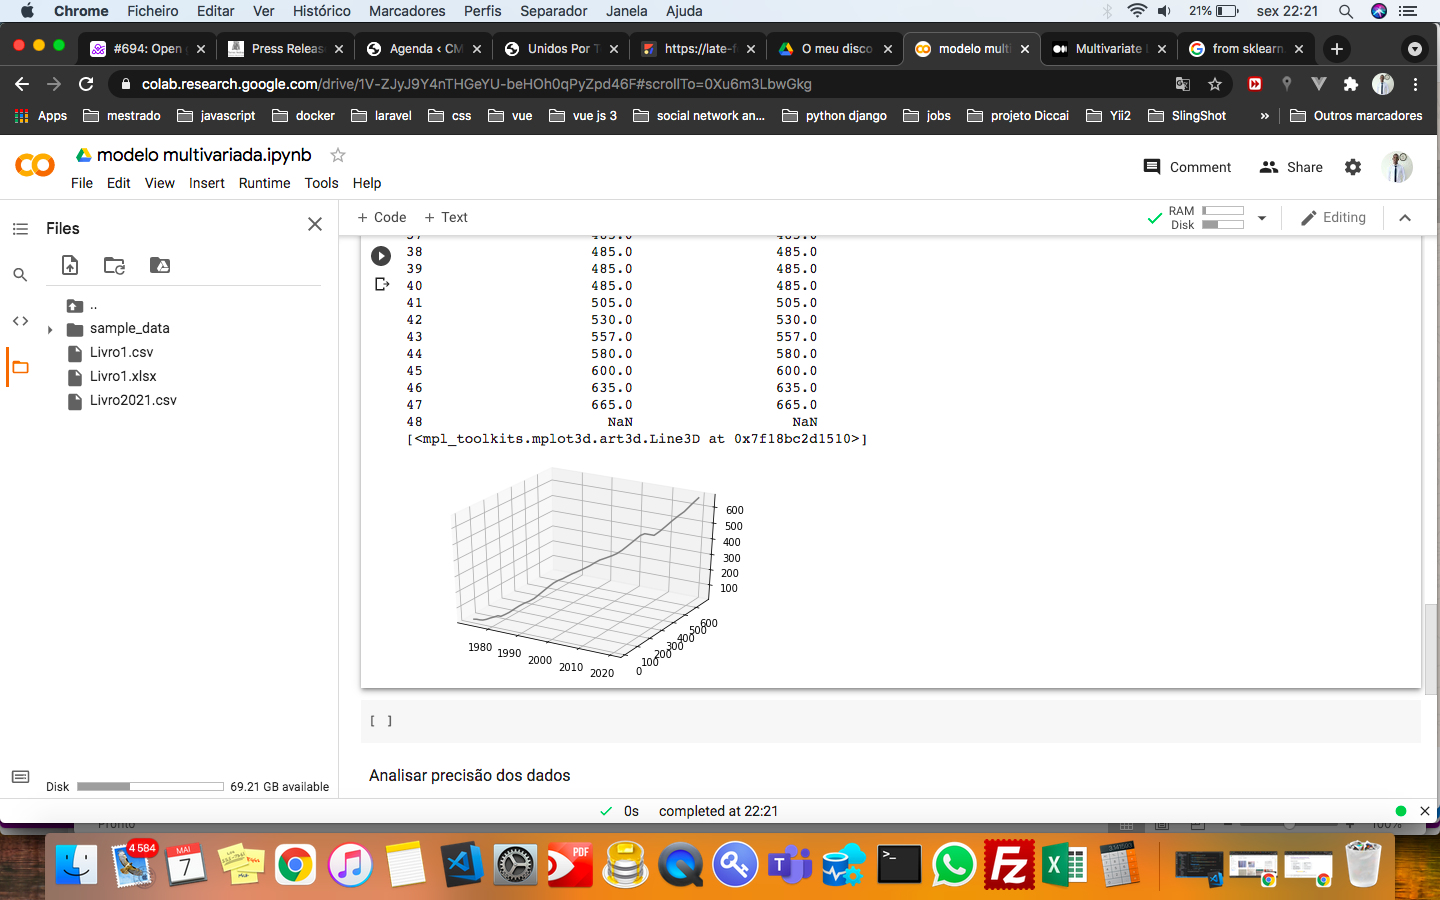 Chrome Ficheiro Editar Ver Histórico Marcadores Perfis Separador Janela Ajuda 21% sex 22:21
#694: Open Press Releas Agenda ‹ CM Unidos Por T https://late-f O meu disco modelo multi Multivariate from sklearn
colab.research.google.com/drive/1V-ZJyJ9Y4nTHGeYU-beHOh0qPyZpd46F#scrollTo=0Xu6m3LbwGkg
Apps mestrado javascript docker laravel css vue vue js 3 social network an... python django jobs projeto Diccai Yii2 SlingShot » Outros marcadores
modelo multivariada.ipynb
File Edit View Insert Runtime Tools Help
Comment Share
Files
+ Code + Text
RAM
Disk
Editing
..
sample_data
Livro1.csv
Livro1.xlsx
Livro2021.csv
37 485.0 485.0
38 485.0 485.0
39 485.0 485.0
40 485.0 485.0
41 505.0 505.0
42 530.0 530.0
43 557.0 557.0
44 580.0 580.0
45 600.0 600.0
46 635.0 635.0
47 665.0 665.0
48 NaN NaN
[<mpl_toolkits.mplot3d.art3d.Line3D at 0x7f18bc2d1510>]
600
500
400
300
200
100
1980 1990 2000 2010 2020
0 100 200 300 400 500 600
[ ]
Analisar precisão dos dados
Disk 69.21 GB available
0s completed at 22:21
Pronto 100%
4 584
MAI
7
PDF